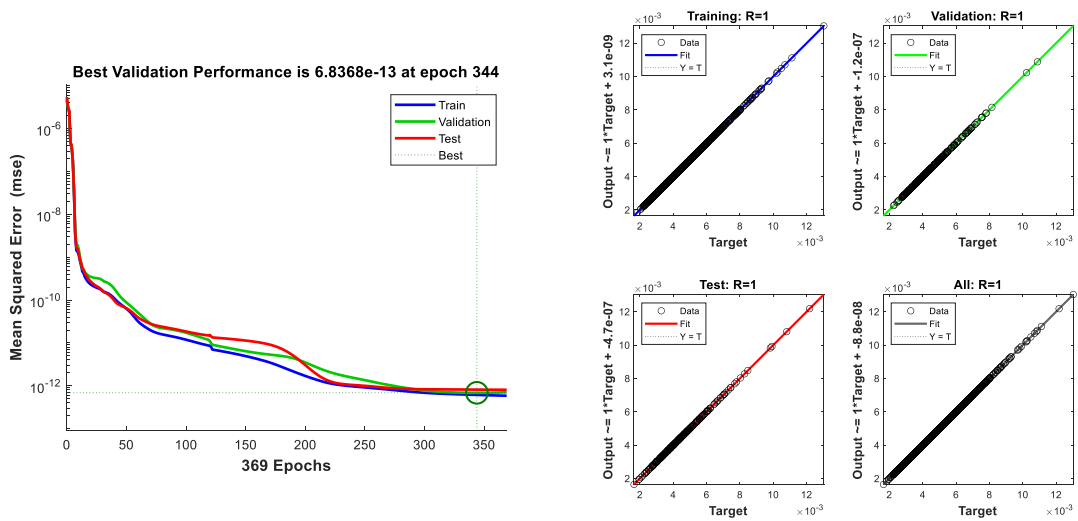 Best Validation Performance is 6.8368e-13 at epoch 344
Mean Squared Error  (mse)
10⁻⁶
10⁻⁸
10⁻¹⁰
10⁻¹²
Train
Validation
Test
Best
0 50 100 150 200 250 300 350
369 Epochs
Training: R=1
×10⁻³
Output ~= 1*Target + 3.1e-09
12
10
8
6
4
2
Data
Fit
Y = T
2 4 6 8 10 12
Target
×10⁻³
Validation: R=1
×10⁻³
Output ~= 1*Target + -1.2e-07
12
10
8
6
4
2
Data
Fit
Y = T
2 4 6 8 10 12
Target
×10⁻³
Test: R=1
×10⁻³
Output ~= 1*Target + -4.7e-07
12
10
8
6
4
2
Data
Fit
Y = T
2 4 6 8 10 12
Target
×10⁻³
All: R=1
×10⁻³
Output ~= 1*Target + -8.8e-08
12
10
8
6
4
2
Data
Fit
Y = T
2 4 6 8 10 12
Target
×10⁻³